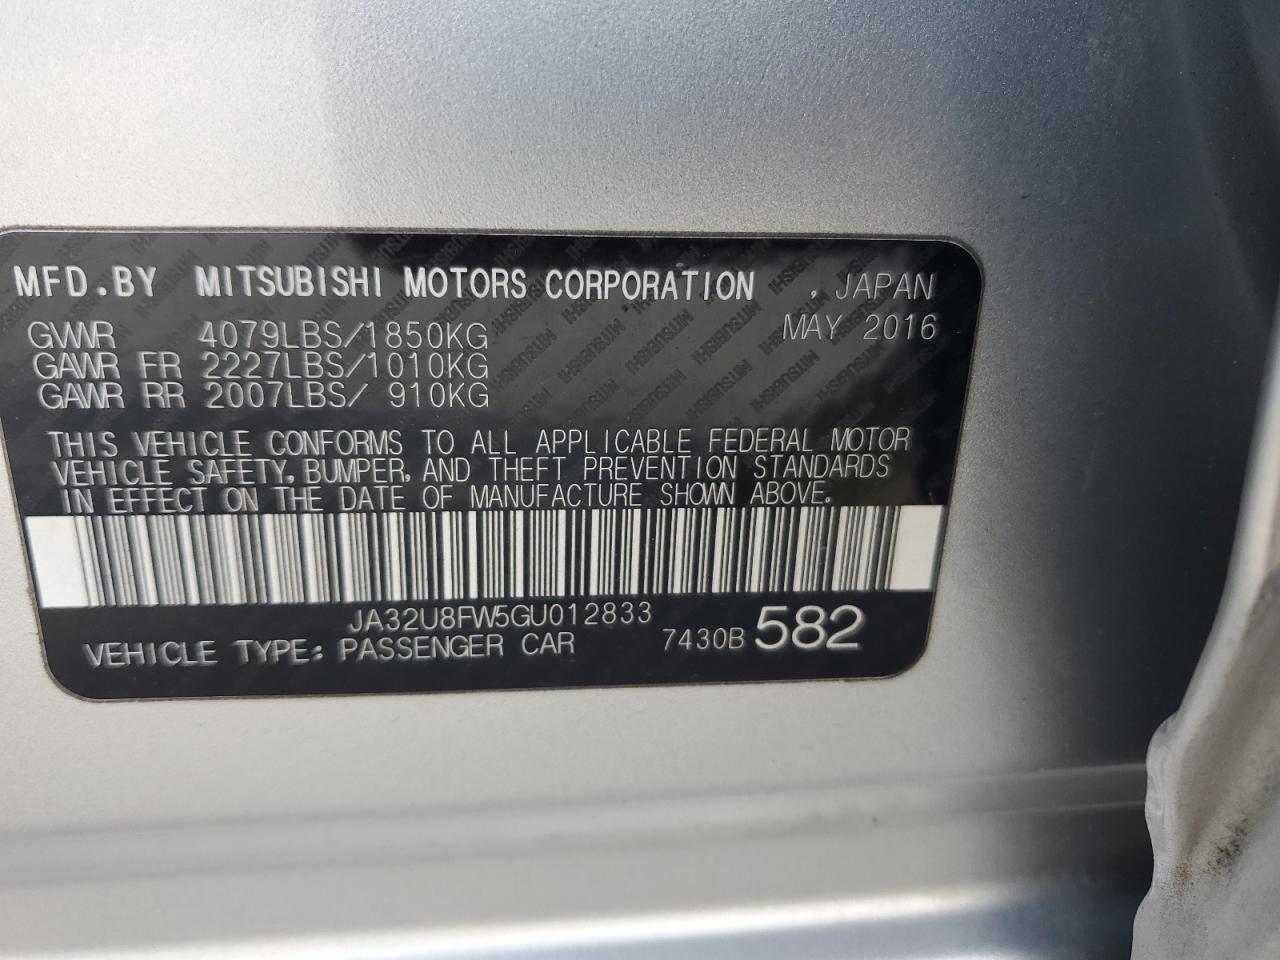 MFD.BY MITSUBISHI MOTORS CORPORATION , JAPAN
GVWR 4079LBS/1850KG MAY 2016
GAWR FR 2227LBS/1010KG
GAWR RR 2007LBS/ 910KG
THIS VEHICLE CONFORMS TO ALL APPLICABLE FEDERAL MOTOR
VEHICLE SAFETY, BUMPER, AND THEFT PREVENTION STANDARDS
IN EFFECT ON THE DATE OF MANUFACTURE SHOWN ABOVE.
JA32U8FW5GU012833
VEHICLE TYPE: PASSENGER CAR 7430B 582